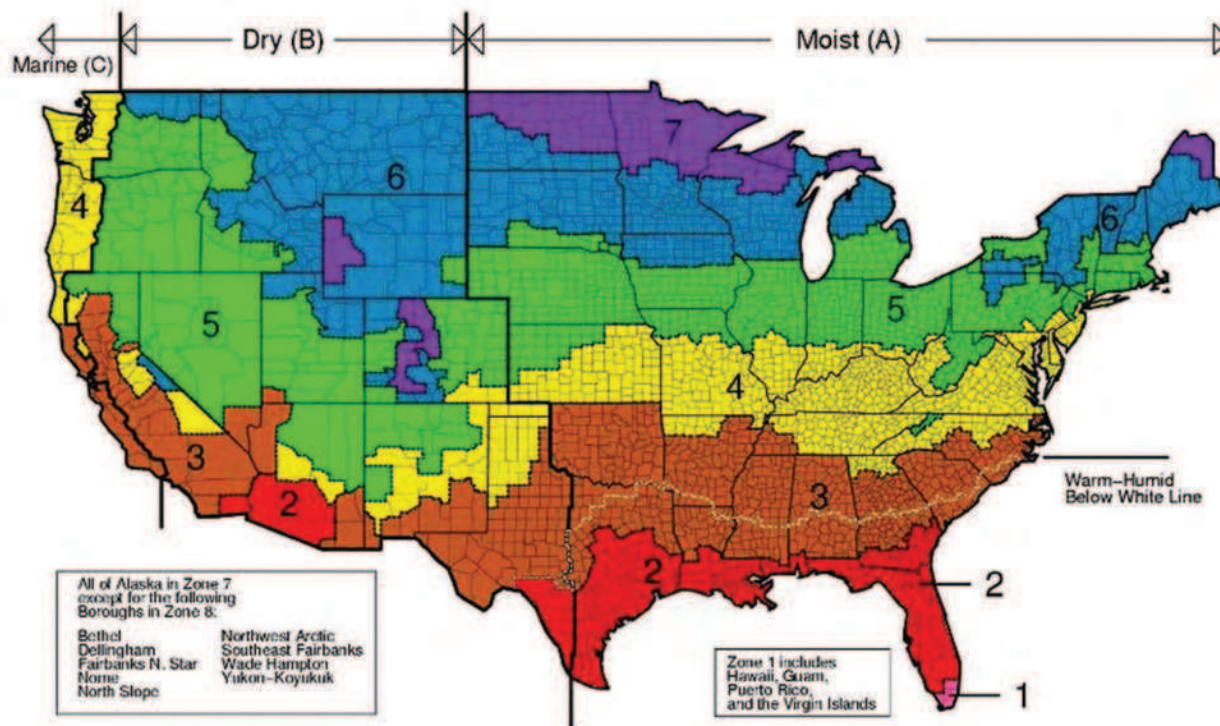 Marine (C)
Dry (B)
Moist (A)
7
6
4
6
5
5
4
3
3
2
2
2
1
Warm-Humid
Below White Line
All of Alaska in Zone 7
except for the following
Boroughs in Zone 8:
Bethel
Dellingham
Fairbanks N. Star
Nome
North Slope
Northwest Arctic
Southeast Fairbanks
Wade Hampton
Yukon-Koyukuk
Zone 1 includes
Hawaii, Guam,
Puerto Rico,
and the Virgin Islands